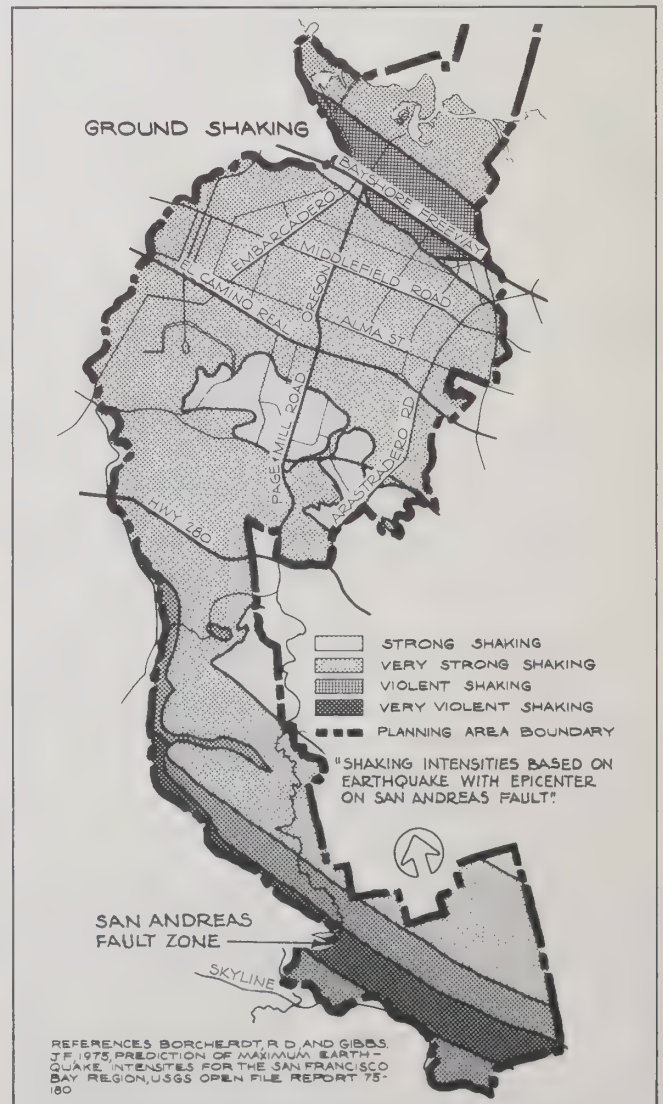 GROUND SHAKING
BAYSHORE FREEWAY
EMBARCADERO
MIDDLEFIELD ROAD
OREGON
EL CAMINO REAL
ALMA ST
PAGE MILL ROAD
ARASTRADERO RD
HWY 280
STRONG SHAKING
VERY STRONG SHAKING
VIOLENT SHAKING
VERY VIOLENT SHAKING
PLANNING AREA BOUNDARY
"SHAKING INTENSITIES BASED ON
EARTHQUAKE WITH EPICENTER
ON SAN ANDREAS FAULT".
SAN ANDREAS
FAULT ZONE
SKYLINE
REFERENCES BORCHERDT, R D, AND GIBBS.
J F, 1975, PREDICTION OF MAXIMUM EARTH-
QUAKE INTENSITES FOR THE SAN FRANCISCO
BAY REGION, USGS OPEN FILE REPORT 75-
180